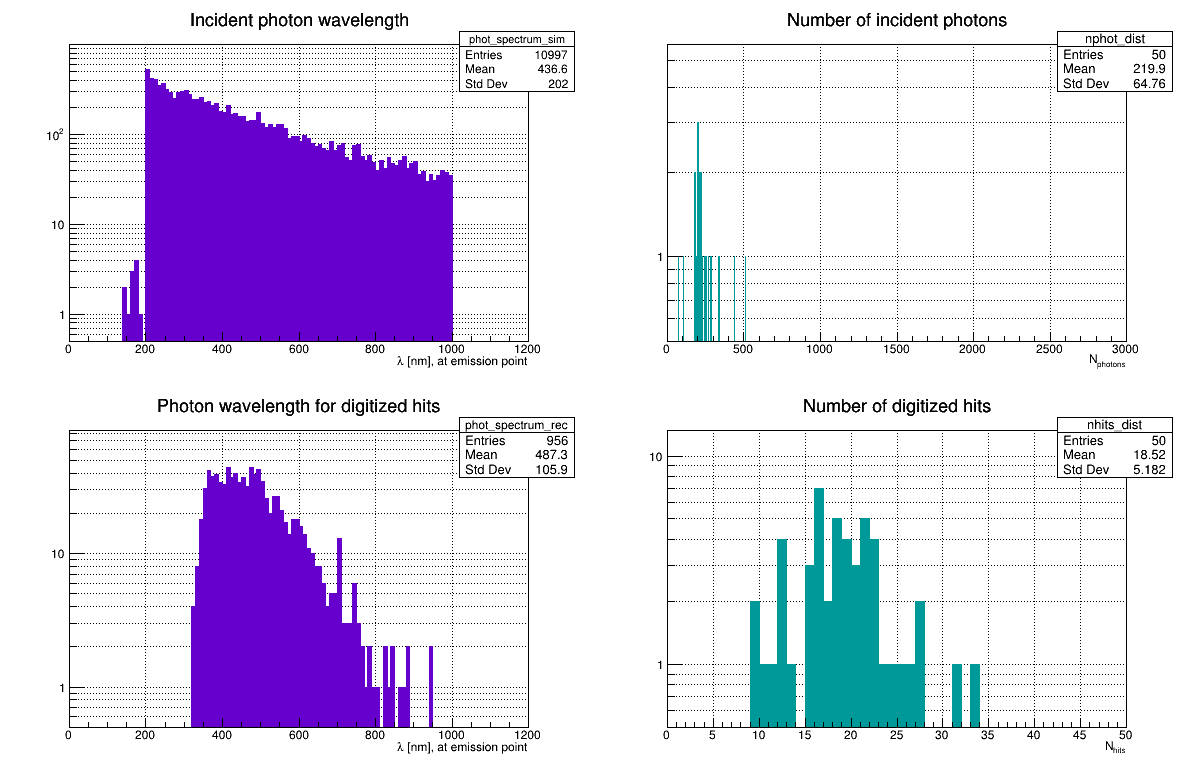 Incident photon wavelength
phot_spectrum_sim
Entries 10997
Mean 436.6
Std Dev 202
10²
10
1
0 200 400 600 800 1000 1200
λ [nm], at emission point
Number of incident photons
nphot_dist
Entries 50
Mean 219.9
Std Dev 64.76
1
0 500 1000 1500 2000 2500 3000
Nphotons
Photon wavelength for digitized hits
phot_spectrum_rec
Entries 956
Mean 487.3
Std Dev 105.9
10
1
0 200 400 600 800 1000 1200
λ [nm], at emission point
Number of digitized hits
nhits_dist
Entries 50
Mean 18.52
Std Dev 5.182
10
1
0 5 10 15 20 25 30 35 40 45 50
Nhits